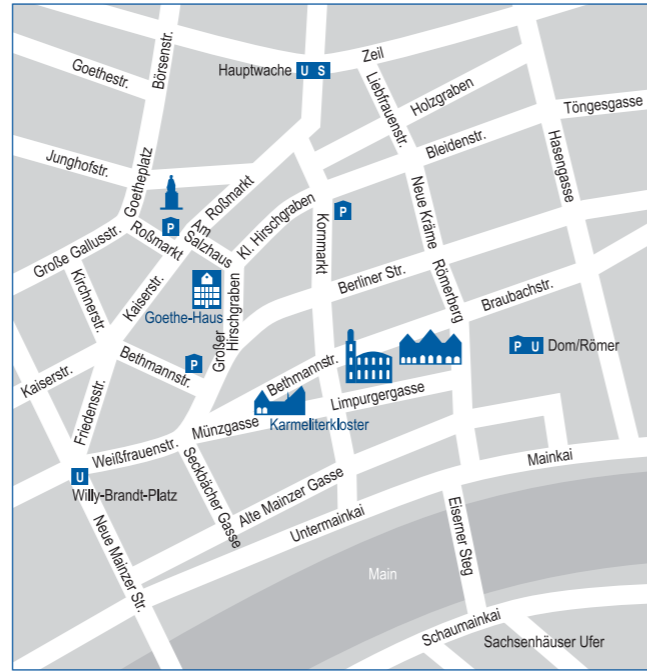 Zeil
Hauptwache U S
Börsenstr.
Goethestr.
Liebfrauenstr.
Holzgraben
Töngesgasse
Bleidenstr.
Hasengasse
Junghofstr.
Goetheplatz
Roßmarkt
Am Salzhaus
Kl. Hirschgraben
P
P
Kornmarkt
Neue Kräme
Große Gallusstr.
Roßmarkt
Kirchnerstr.
Kaiserstr.
Berliner Str.
Römerberg
Braubachstr.
Goethe-Haus
Großer
Hirschgraben
P U Dom/Römer
Bethmannstr.
P
Bethmannstr.
Kaiserstr.
Friedensstr.
Limpurgergasse
Münzgasse
Karmeliterkloster
Weißfrauenstr.
U
Willy-Brandt-Platz
Seckbächer Gasse
Alte Mainzer Gasse
Mainkai
Untermainkai
Neue Mainzer Str.
Eiserner Steg
Main
Schaumainkai
Sachsenhäuser Ufer